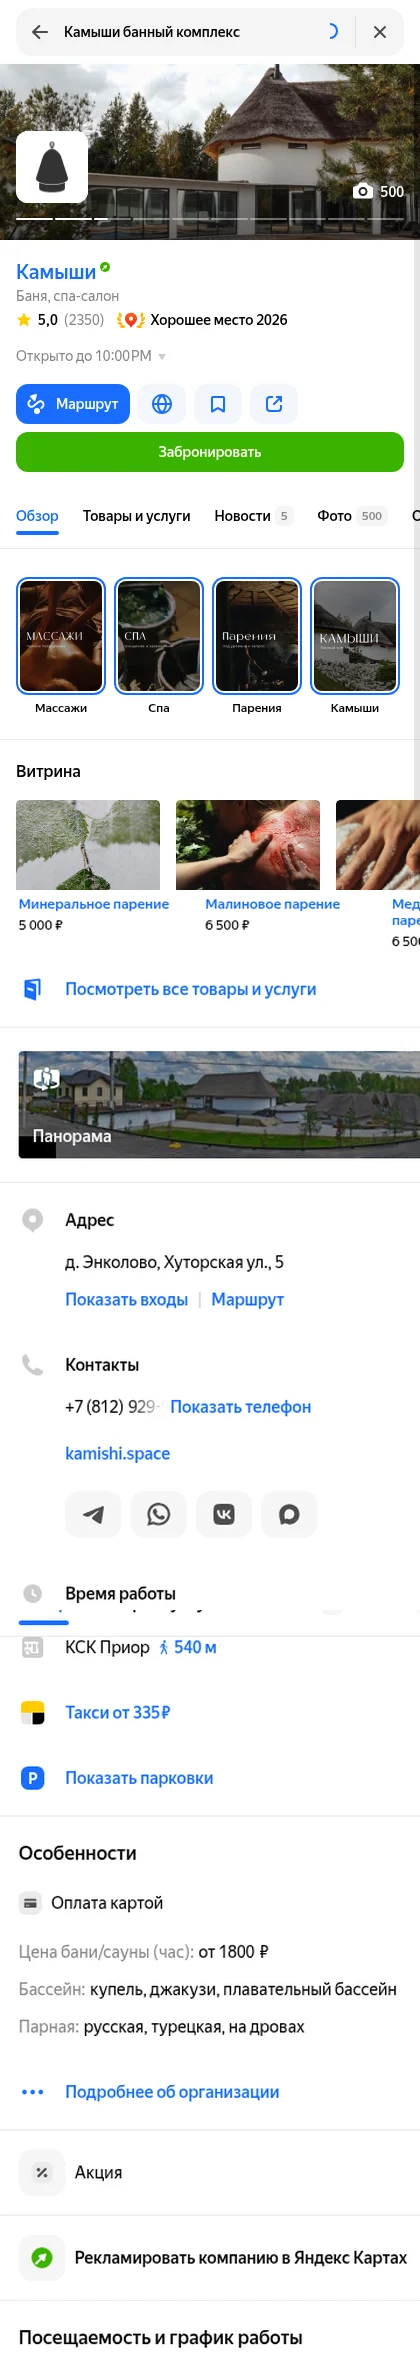 Камыши банный комплекс
500
Камыши
Баня, спа-салон
5,0 (2350) Хорошее место 2026
Открыто до 10:00PM
Маршрут
Забронировать
Обзор Товары и услуги Новости 5 Фото 500
МАССАЖИ СПА Парения КАМЫШИ
Массажи Спа Парения Камыши
Витрина
Минеральное парение Малиновое парение Мед
паре
5 000 ₽ 6 500 ₽ 6 50
Посмотреть все товары и услуги
Панорама
Адрес
д. Энколово, Хуторская ул., 5
Показать входы | Маршрут
Контакты
+7 (812) 929- Показать телефон
kamishi.space
Время работы
КСК Приор 540 м
Такси от 335 ₽
P Показать парковки
Особенности
Оплата картой
Цена бани/сауны (час): от 1800 ₽
Бассейн: купель, джакузи, плавательный бассейн
Парная: русская, турецкая, на дровах
Подробнее об организации
Акция
Рекламировать компанию в Яндекс Картах
Посещаемость и график работы